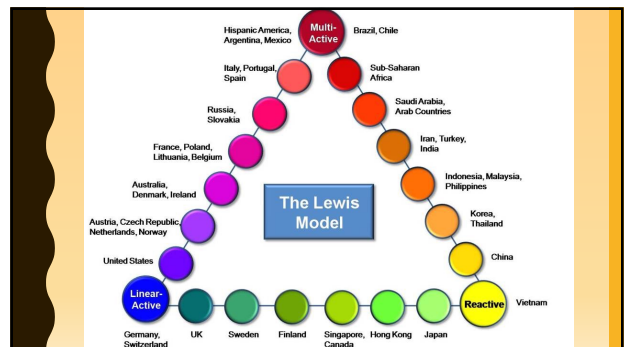 Hispanic America,
Argentina, Mexico
Multi-
Active
Brazil, Chile
Italy, Portugal,
Spain
Sub-Saharan
Africa
Russia,
Slovakia
Saudi Arabia,
Arab Countries
France, Poland,
Lithuania, Belgium
Iran, Turkey,
India
Australia,
Denmark, Ireland
Indonesia, Malaysia,
Philippines
The Lewis
Model
Austria, Czech Republic,
Netherlands, Norway
Korea,
Thailand
United States
China
Linear-
Active
Reactive
Vietnam
Germany,
Switzerland
UK
Sweden
Finland
Singapore,
Canada
Hong Kong
Japan